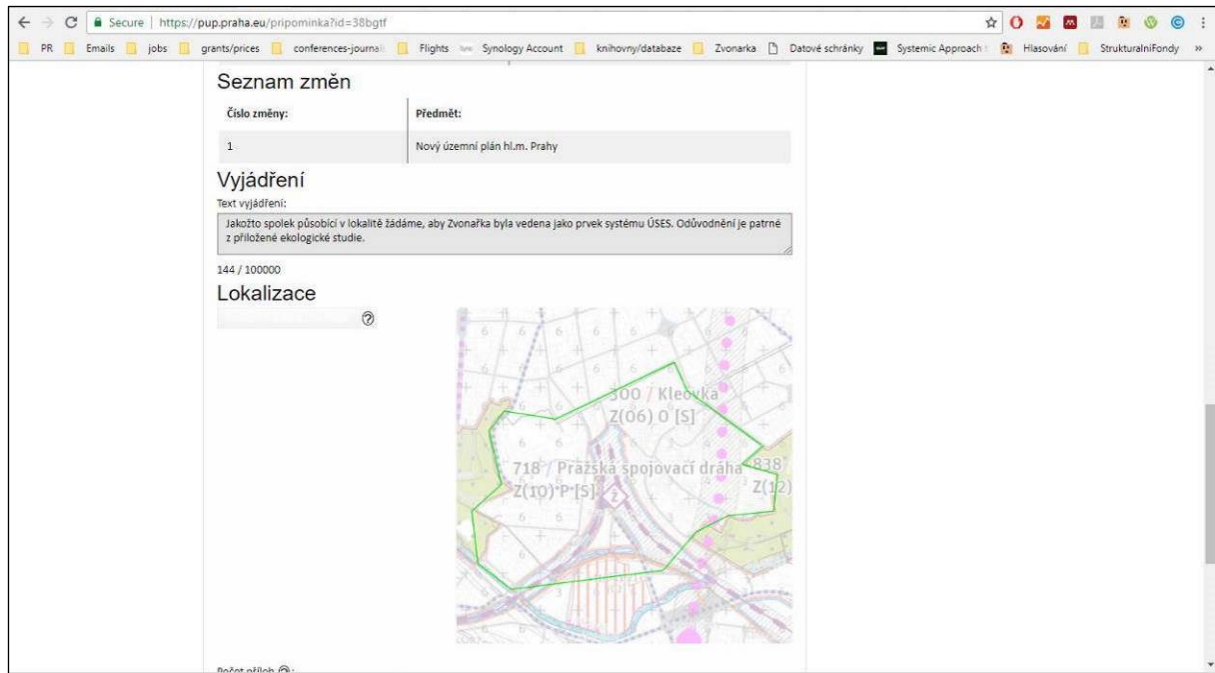 Secure | https://pup.praha.eu/pripominka?id=38bgtf
PR Emails jobs grants/prices conferences-journal Flights Synology Account knihovny/databaze Zvonarka Datové schránky Systemic Approach Hlasování StrukturalniFondy »
Seznam změn
Číslo změny: Předmět:
1 Nový územní plán hl.m. Prahy
Vyjádření
Text vyjádření:
Jakožto spolek působící v lokalitě žádáme, aby Zvonařka byla vedena jako prvek systému ÚSES. Odůvodnění je patrné
z přiložené ekologické studie.
144 / 100000
Lokalizace
300 / Kleovka
Z(06) O [S]
718 / Pražská spojovací dráha 838
Z(10) P [S] Z(12)
Ž
Počet příloh